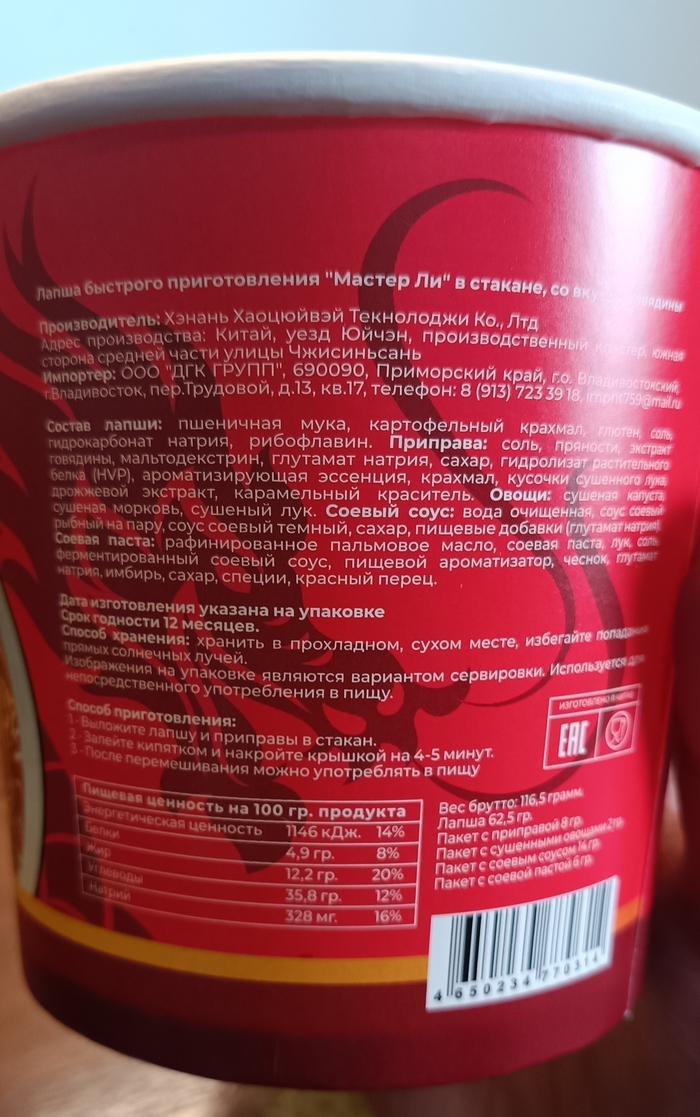 Лапша быстрого приготовления "Мастер Ли" в стакане, со вкусом говядины
Производитель: Хэнань Хаоцюйвэй Текнолоджи Ко., Лтд
Адрес производства: Китай, уезд Юйчэн, производственный кластер, южная
сторона средней части улицы Чжисиньсань
Импортер: ООО "ДГК ГРУПП", 690090, Приморский край, г.о. Владивостокский,
г.Владивосток, пер.Трудовой, д.13, кв.17, телефон: 8 (913) 723 39 18,
Состав лапши: пшеничная мука, картофельный крахмал, глютен, соль,
гидрокарбонат натрия, рибофлавин. Приправа: соль, пряности, экстракт
говядины, мальтодекстрин, глутамат натрия, сахар, гидролизат растительного
белка (HVP), ароматизирующая эссенция, крахмал, кусочки сушенного лука,
дрожжевой экстракт, карамельный краситель. Овощи: сушеная капуста,
сушеная морковь, сушеный лук. Соевый соус: вода очищенная, соус соевый
рыбный на пару, соус соевый темный, сахар, пищевые добавки (глутамат натрия).
Соевая паста: рафинированное пальмовое масло, соевая паста, лук, соль,
ферментированный соевый соус, пищевой ароматизатор, чеснок, глутамат
натрия, имбирь, сахар, специи, красный перец.
Дата изготовления указана на упаковке
Срок годности 12 месяцев.
Способ хранения: хранить в прохладном, сухом месте, избегайте попадания
прямых солнечных лучей.
Изображения на упаковке являются вариантом сервировки. Используется для
непосредственного употребления в пищу.
Способ приготовления:
1 - Выложите лапшу и приправы в стакан.
2 - Залейте кипятком и накройте крышкой на 4-5 минут.
3 - После перемешивания можно употреблять в пищу
ИЗГОТОВЛЕНО В КИТАЕ
EAC
Пищевая ценность на 100 гр. продукта
Энергетическая ценность 1146 кДж. 14%
Белки 4,9 гр. 8%
Жир 12,2 гр. 20%
Углеводы 35,8 гр. 12%
Натрий 328 мг. 16%
Вес брутто: 116,5 грамм.
Лапша 62,5 гр.
Пакет с приправой 8 гр.
Пакет с сушенными овощами 2 гр.
Пакет с соевым соусом 14 гр.
Пакет с соевой пастой 6 гр.
4 650234 770314